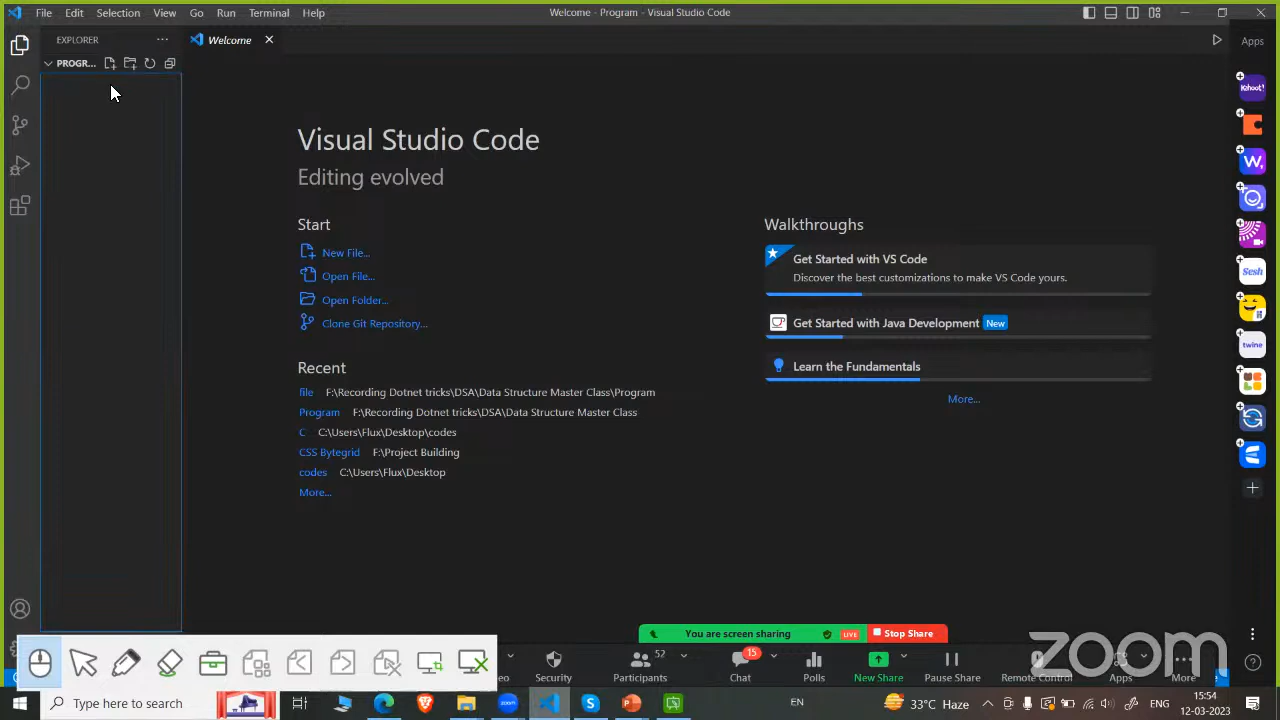 File Edit Selection View Go Run Terminal Help
Welcome - Program - Visual Studio Code
EXPLORER
Welcome
PROGR...
Apps
Kahoot!
W
Sesh
twine
Visual Studio Code
Editing evolved
Start
New File...
Open File...
Open Folder...
Clone Git Repository...
Recent
file F:\Recording Dotnet tricks\DSA\Data Structure Master Class\Program
Program F:\Recording Dotnet tricks\DSA\Data Structure Master Class
C C:\Users\Flux\Desktop\codes
CSS Bytegrid F:\Project Building
codes C:\Users\Flux\Desktop
More...
Walkthroughs
Get Started with VS Code
Discover the best customizations to make VS Code yours.
Get Started with Java Development New
Learn the Fundamentals
More...
You are screen sharing LIVE Stop Share
Security
52
Participants
15
Chat
Polls
New Share
Pause Share
Remote Control
Apps
More
zoom
Type here to search
zoom
EN
33°C Haze
ENG
15:54
12-03-2023